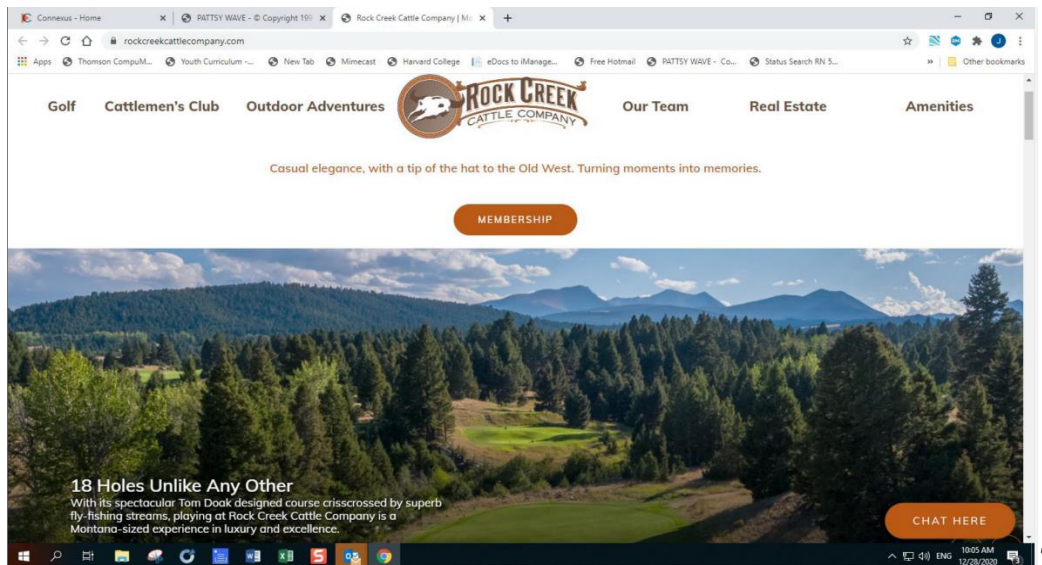 Connexus - Home
PATTSY WAVE - © Copyright 199
Rock Creek Cattle Company | Mo
rockcreekcattlecompany.com
J
Apps Thomson CompuM... Youth Curriculum -... New Tab Mimecast Harvard College eDocs to iManage... Free Hotmail PATTSY WAVE - Co... Status Search RN 5... » Other bookmarks
Golf Cattlemen's Club Outdoor Adventures
ROCK CREEK
CATTLE COMPANY
Our Team Real Estate Amenities
Casual elegance, with a tip of the hat to the Old West. Turning moments into memories.
MEMBERSHIP
18 Holes Unlike Any Other
With its spectacular Tom Doak designed course crisscrossed by superb
fly-fishing streams, playing at Rock Creek Cattle Company is a
Montana-sized experience in luxury and excellence.
CHAT HERE
ENG
10:05 AM
12/28/2020